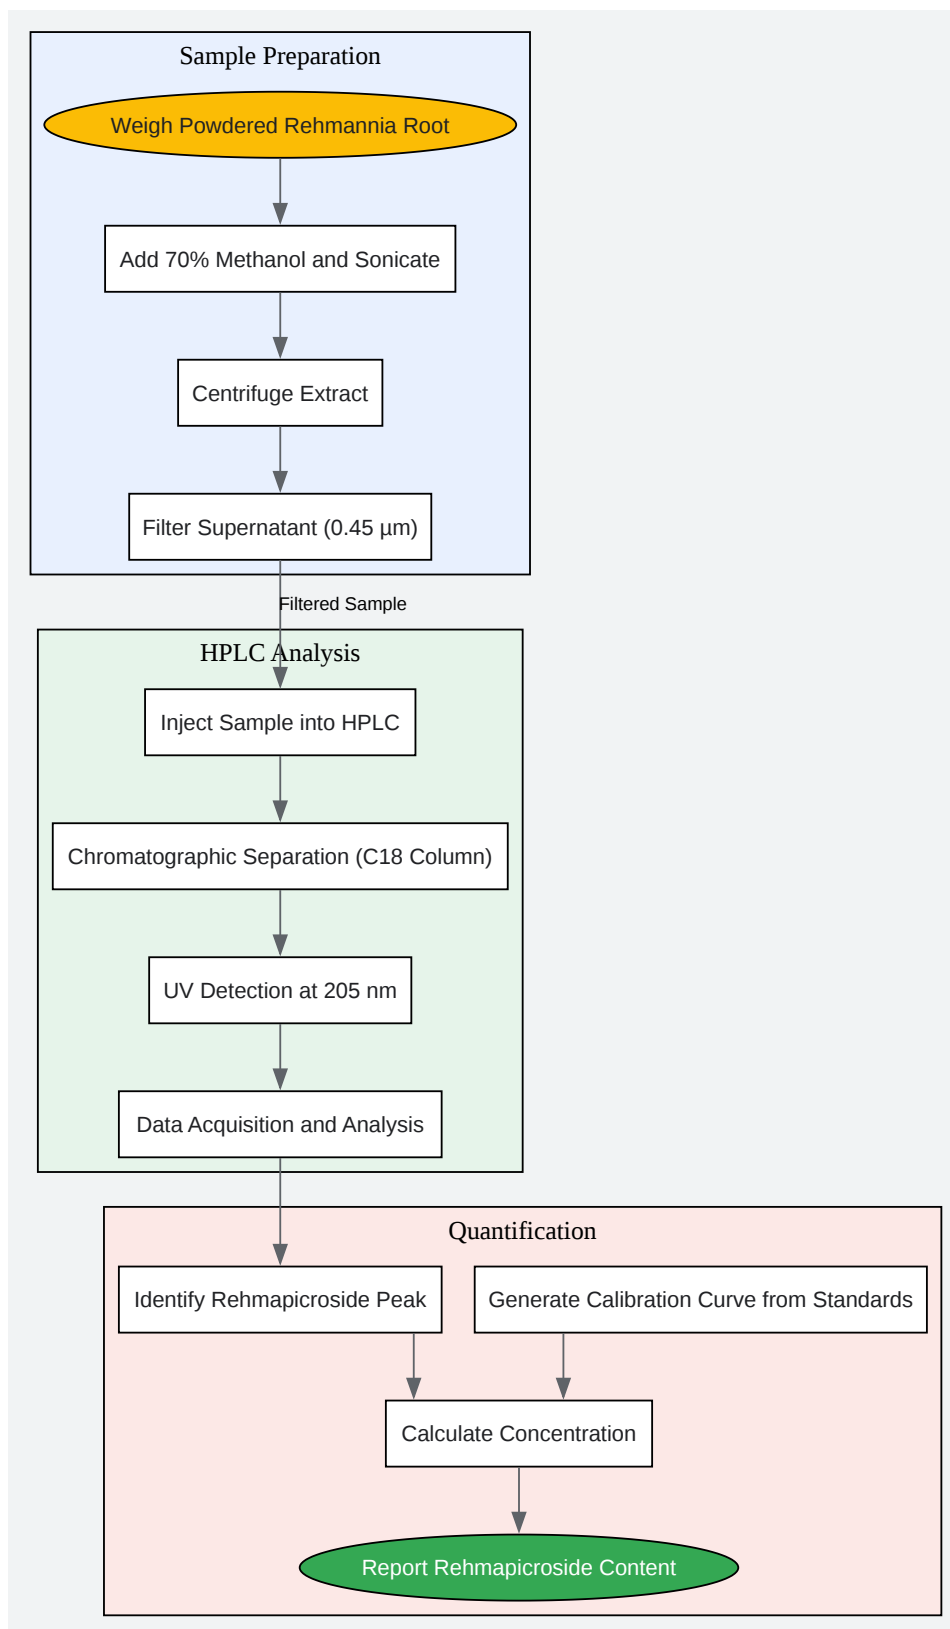 Sample Preparation
Weigh Powdered Rehmannia Root
Add 70% Methanol and Sonicate
Centrifuge Extract
Filter Supernatant (0.45 µm)
Filtered Sample
HPLC Analysis
Inject Sample into HPLC
Chromatographic Separation (C18 Column)
UV Detection at 205 nm
Data Acquisition and Analysis
Quantification
Identify Rehmapicroside Peak
Generate Calibration Curve from Standards
Calculate Concentration
Report Rehmapicroside Content